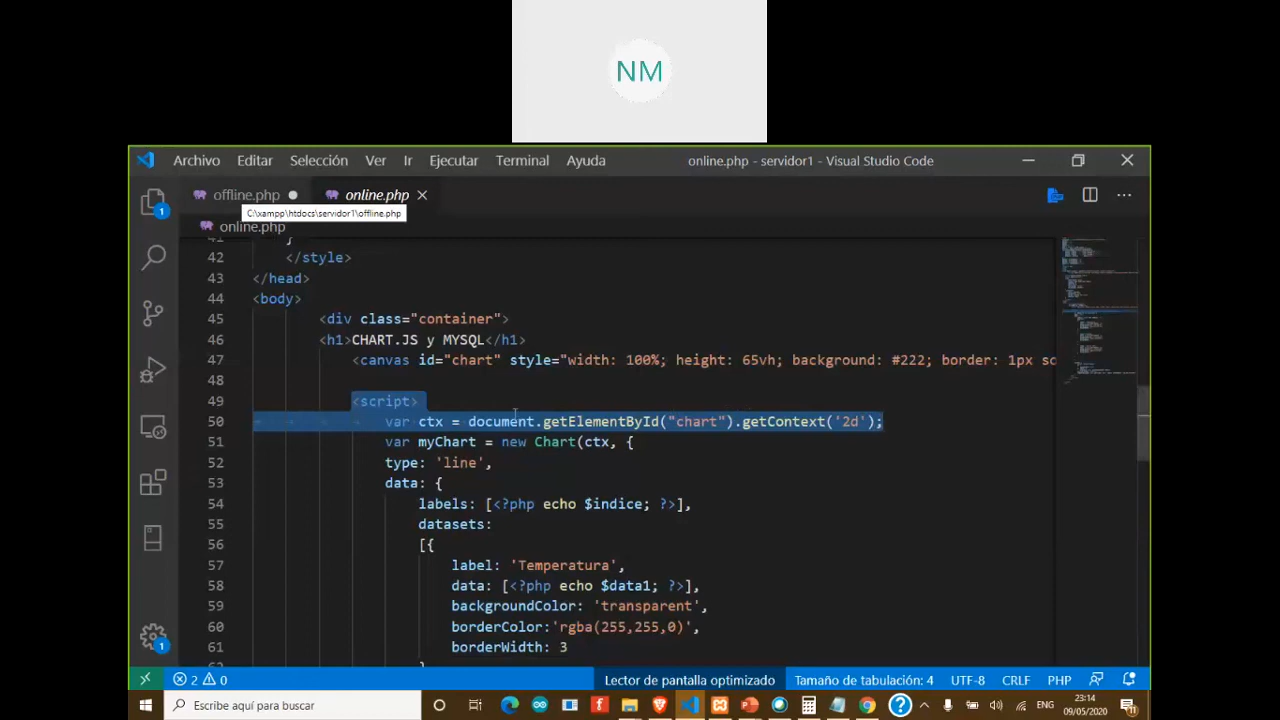 NM
Archivo Editar Selección Ver Ir Ejecutar Terminal Ayuda online.php - servidor1 - Visual Studio Code
offline.php online.php
C:\xampp\htdocs\servidor1\offline.php
online.php
41 }
42 </style>
43 </head>
44 <body>
45 <div class="container">
46 <h1>CHART.JS y MYSQL</h1>
47 <canvas id="chart" style="width: 100%; height: 65vh; background: #222; border: 1px so
48
49 <script>
50 var ctx = document.getElementById("chart").getContext('2d');
51 var myChart = new Chart(ctx, {
52 type: 'line',
53 data: {
54 labels: [<?php echo $indice; ?>],
55 datasets:
56 [{
57 label: 'Temperatura',
58 data: [<?php echo $data1; ?>],
59 backgroundColor: 'transparent',
60 borderColor:'rgba(255,255,0)',
61 borderWidth: 3
1
1
2 0 Lector de pantalla optimizado Tamaño de tabulación: 4 UTF-8 CRLF PHP
Escribe aquí para buscar
ENG
23:14
09/05/2020
11